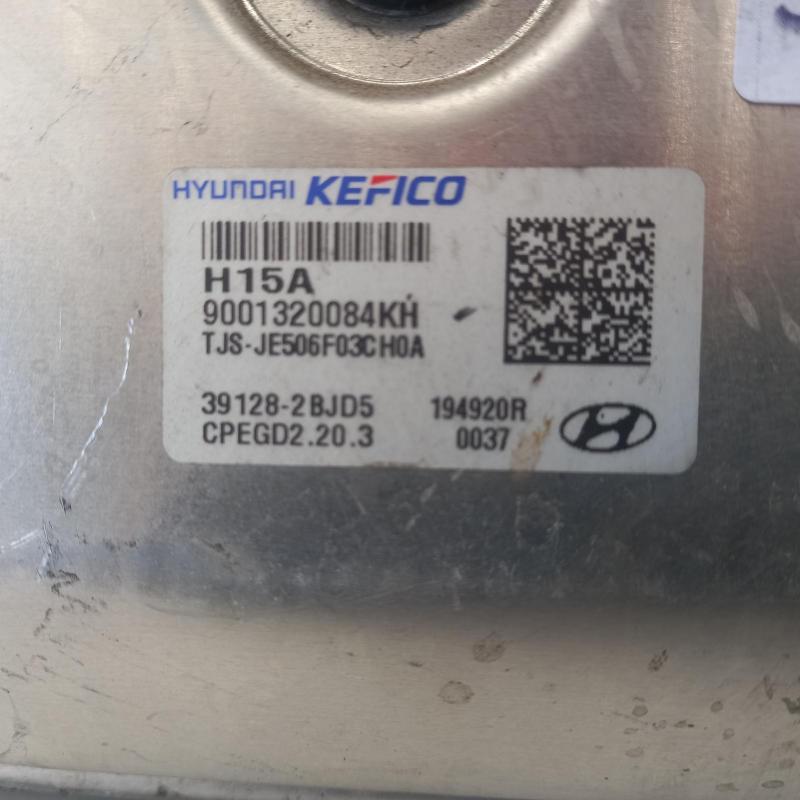 HYUNDAI KEFICO
H15A
9001320084KH
TJS-JE506F03CH0A
39128-2BJD5 194920R
CPEGD2.20.3 0037